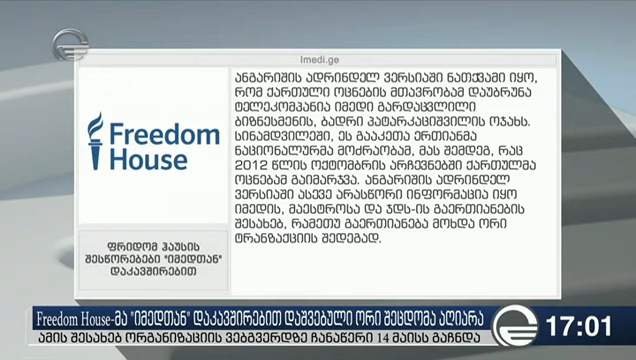 Imedi.ge
Freedom
House
ანგარიშის ადრინდელ ვერსიაში ნათქვამი იყო,
რომ ქართული ოცნების მთავრობამ დაუბრუნა
ტელეკომპანია იმედი გარდაცვლილი
ბიზნესმენის, ბადრი პატარკაციშვილის ოჯახს.
სინამდვილეში, ეს გააკეთა ერთიანმა
ნაციონალურმა მოძრაობამ, მას შემდეგ, რაც
2012 წლის ოქტომბრის არჩევნებში ქართულმა
ოცნებამ გაიმარჯვა. ანგარიშის ადრინდელ
ვერსიაში ასევე არასწორი ინფორმაცია იყო
იმედის, მაესტროსა და ჯდს-ის გაერთიანების
შესახებ, რამეთუ გაერთიანება მოხდა ორი
ტრანზაქციის შედეგად.
ფრიდომ ჰაუსის
შესწორებები "იმედთან"
დაკავშირებით
Freedom House-მა "იმედთან" დაკავშირებით დაშვებული ორი შეცდომა აღიარა
ამის შესახებ ორგანიზაციის ვებგვერდზე ჩანაწერი 14 მაისს გაჩნდა
17:01